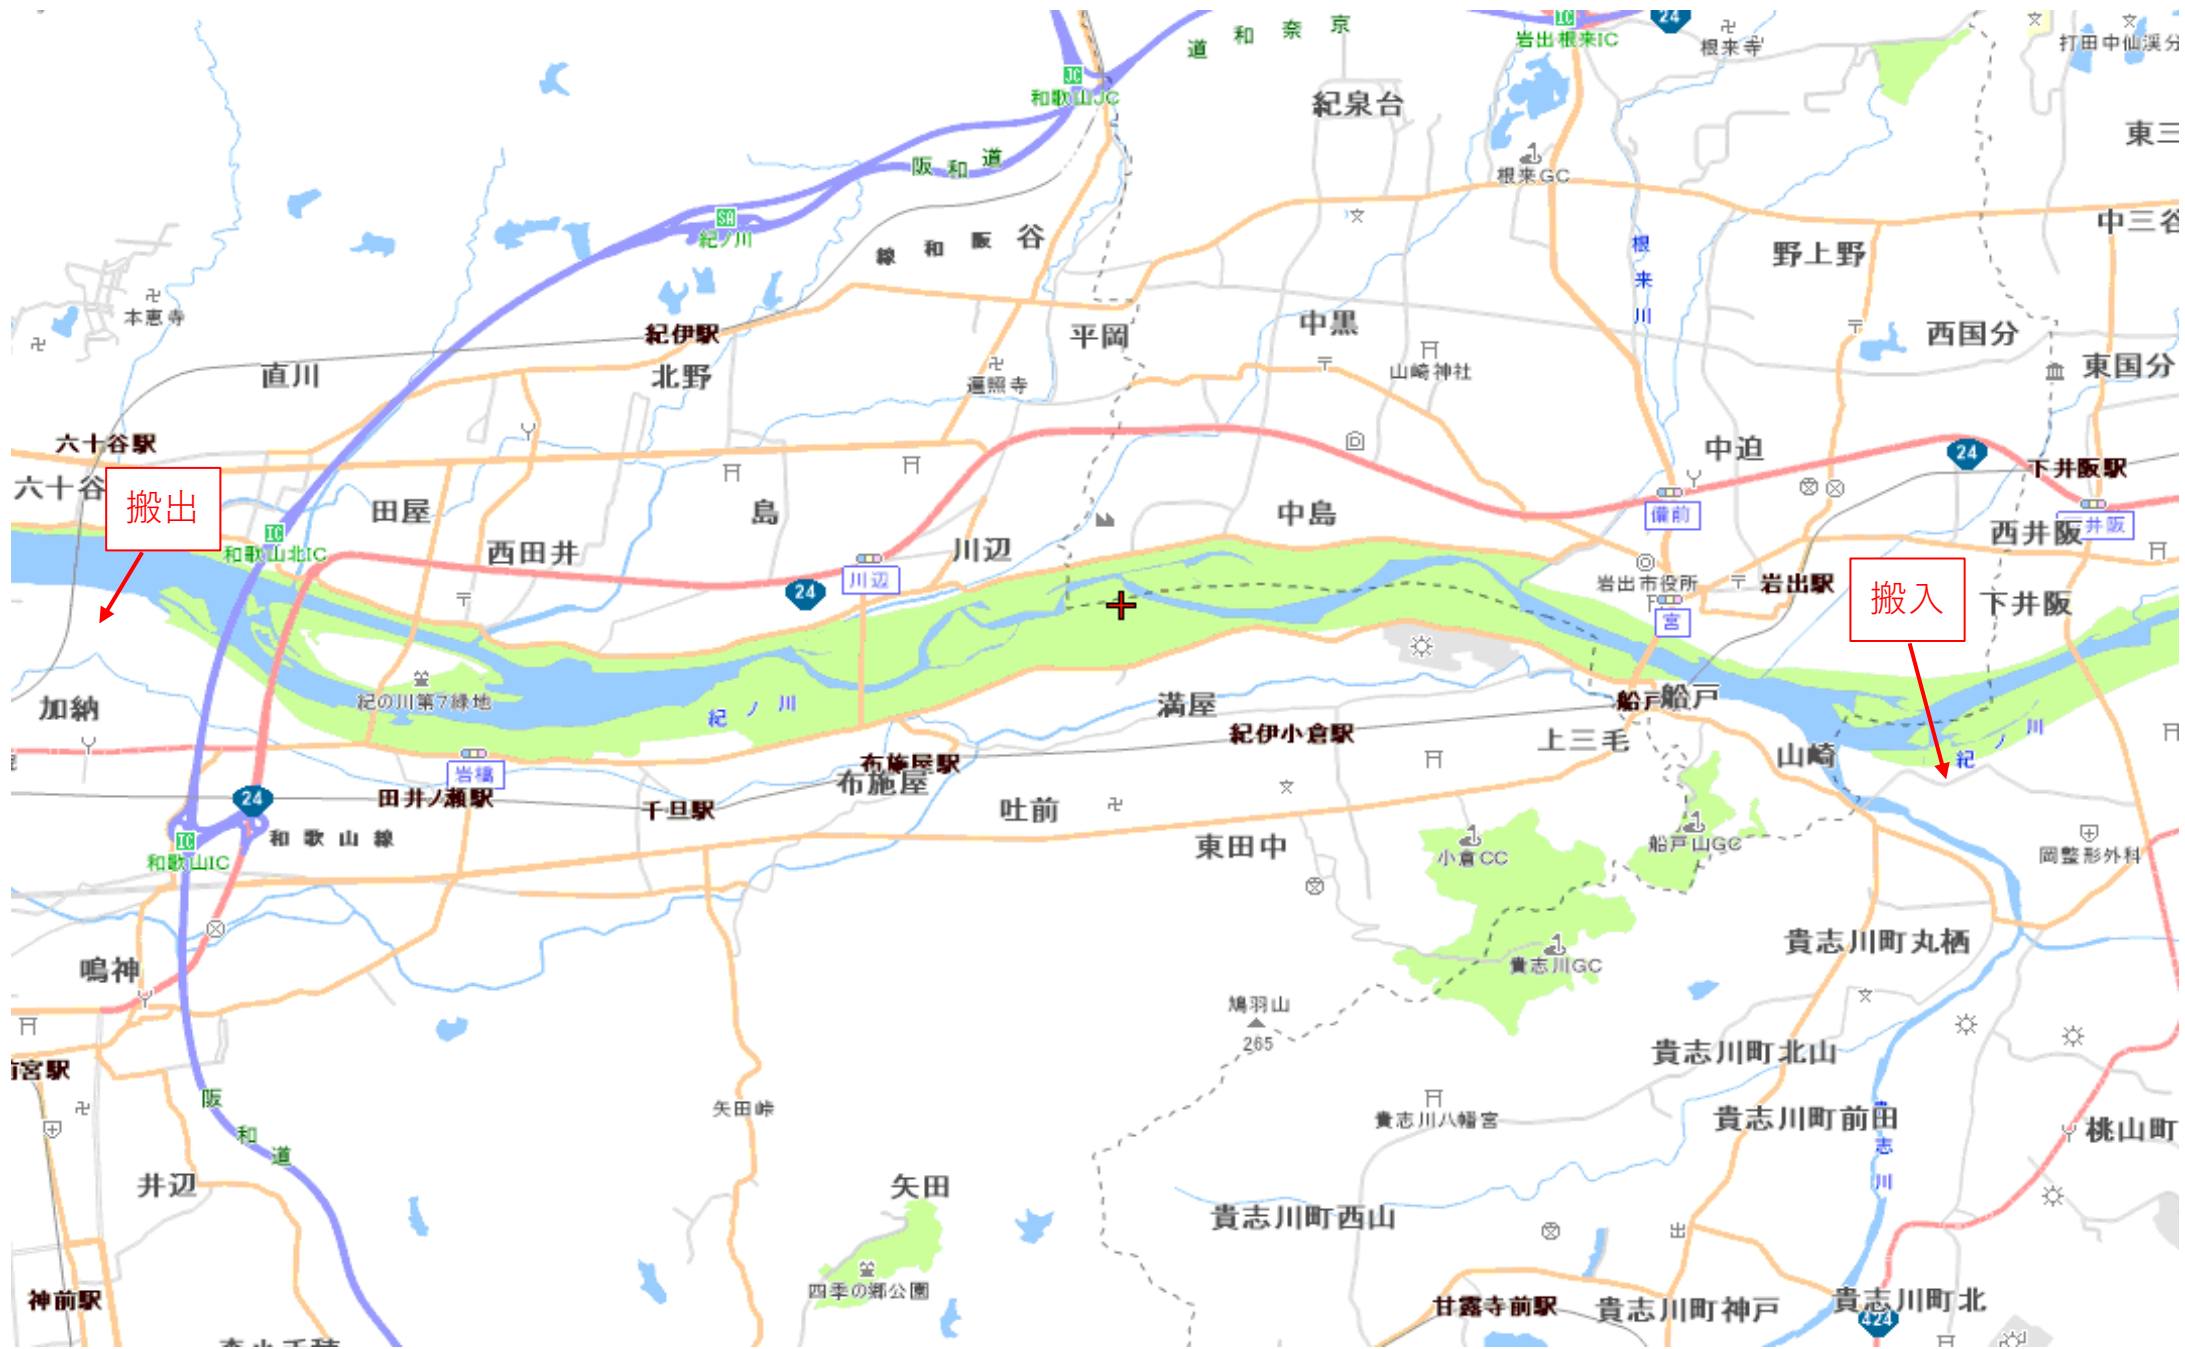 道 和 奈 京
岩出根来IC
24
根来寺
打田中仙渓分
和歌山JC
JC
IC
紀泉台
東三
阪和道
根来GC
SA
紀ノ川
線 和 阪
谷
根来川
野上野
中三谷
本恵寺
紀伊駅
平岡
中黒
西国分
直川
北野
遍照寺
山崎神社
東国分
六十谷駅
中迫
24
下井阪駅
六十谷
搬出
田屋
島
中島
備前
西井阪
IC
和歌山北IC
西田井
川辺
川辺
24
岩出市役所
岩出駅
搬入
下井阪
宮
加納
紀の川第7緑地
紀ノ川
満屋
船戸
上三毛
紀伊小倉駅
山崎
紀ノ川
岩橋
布施屋駅
布施屋
24
田井ノ瀬駅
千旦駅
吐前
和歌山線
IC
和歌山IC
東田中
小倉CC
船戸山GC
岡整形外科
鳴神
貴志川町丸栖
貴志川GC
鳩羽山
265
貴志川町北山
阪和道
矢田峠
貴志川八幡宮
貴志川町前田
貴志川
桃山町
井辺
矢田
貴志川町西山
四季の郷公園
神前駅
甘露寺前駅
貴志川町神戸
貴志川町北
424